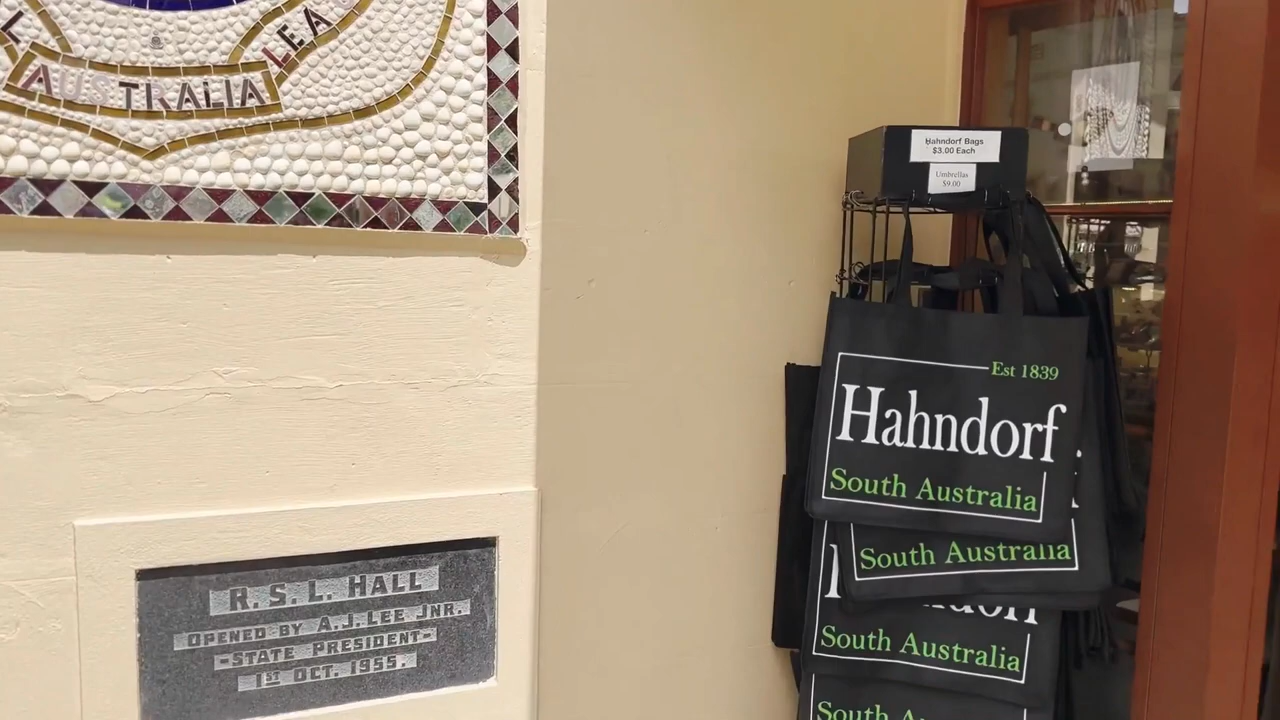 AUSTRALIA
LEA
R. S. L. HALL
OPENED BY A. J. LEE JNR.
-STATE PRESIDENT-
1ST OCT. 1955.
Hahndorf Bags
$3.00 Each
Umbrellas
$9.00
Est 1839
Hahndorf
South Australia
South Australia
South Australia